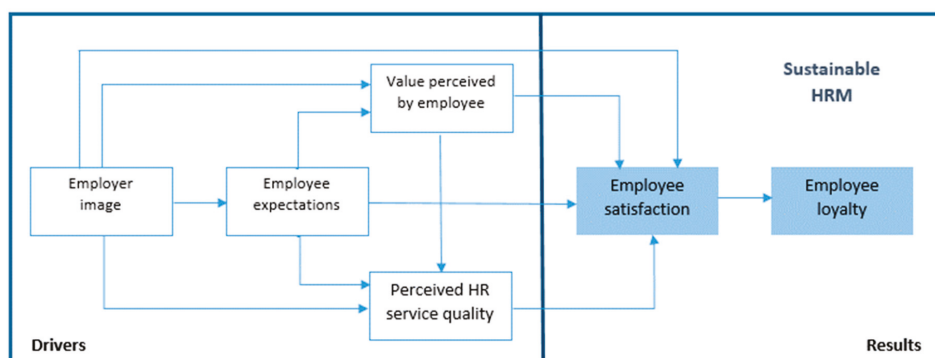 Value perceived
by employee
Sustainable
HRM
Employer
image
Employee
expectations
Employee
satisfaction
Employee
loyalty
Perceived HR
service quality
Drivers
Results